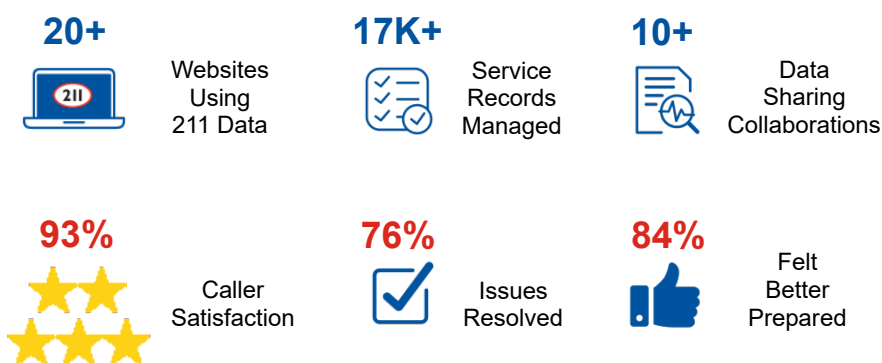 20+
211
Websites
Using
211 Data
17K+
Service
Records
Managed
10+
Data
Sharing
Collaborations
93%
Caller
Satisfaction
76%
Issues
Resolved
84%
Felt
Better
Prepared